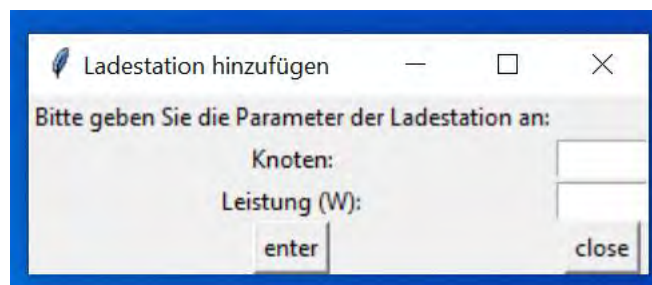 Ladestation hinzufügen
Bitte geben Sie die Parameter der Ladestation an:
Knoten:
Leistung (W):
enter close